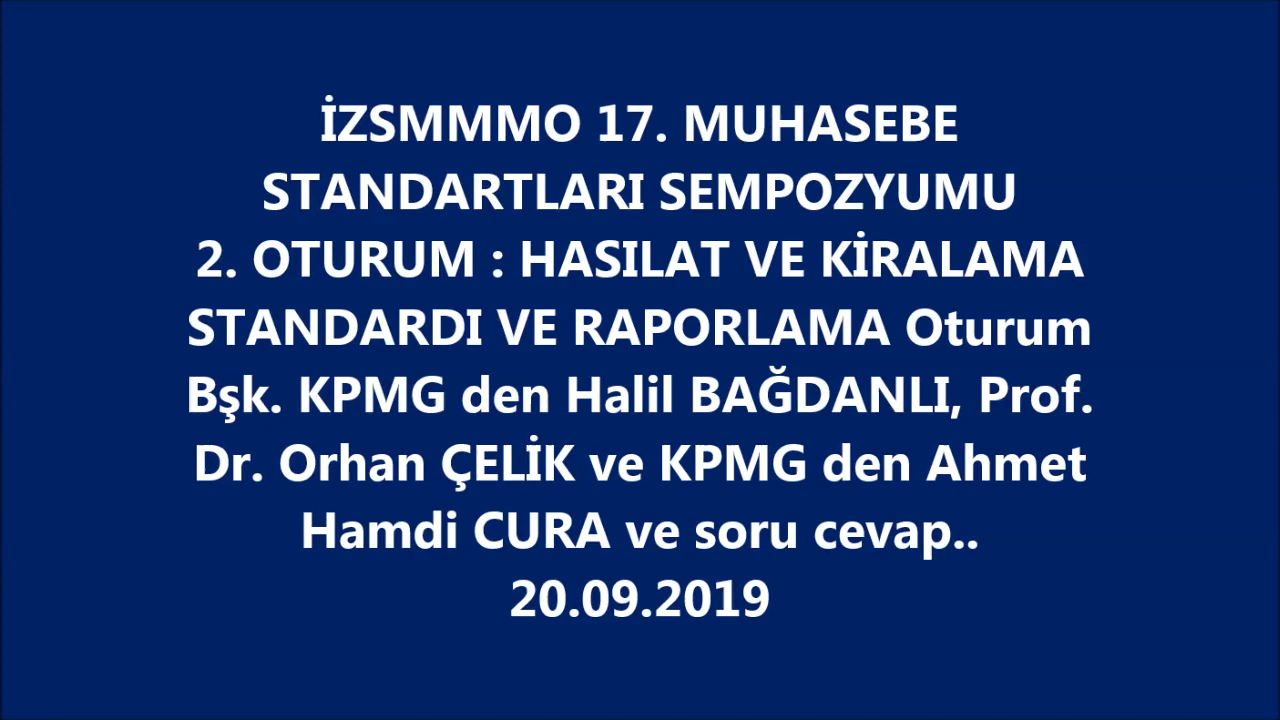 İZSMMMO 17. MUHASEBE
STANDARTLARI SEMPOZYUMU
2. OTURUM : HASILAT VE KİRALAMA
STANDARDI VE RAPORLAMA Oturum
Bşk. KPMG den Halil BAĞDANLI, Prof.
Dr. Orhan ÇELİK ve KPMG den Ahmet
Hamdi CURA ve soru cevap..
20.09.2019